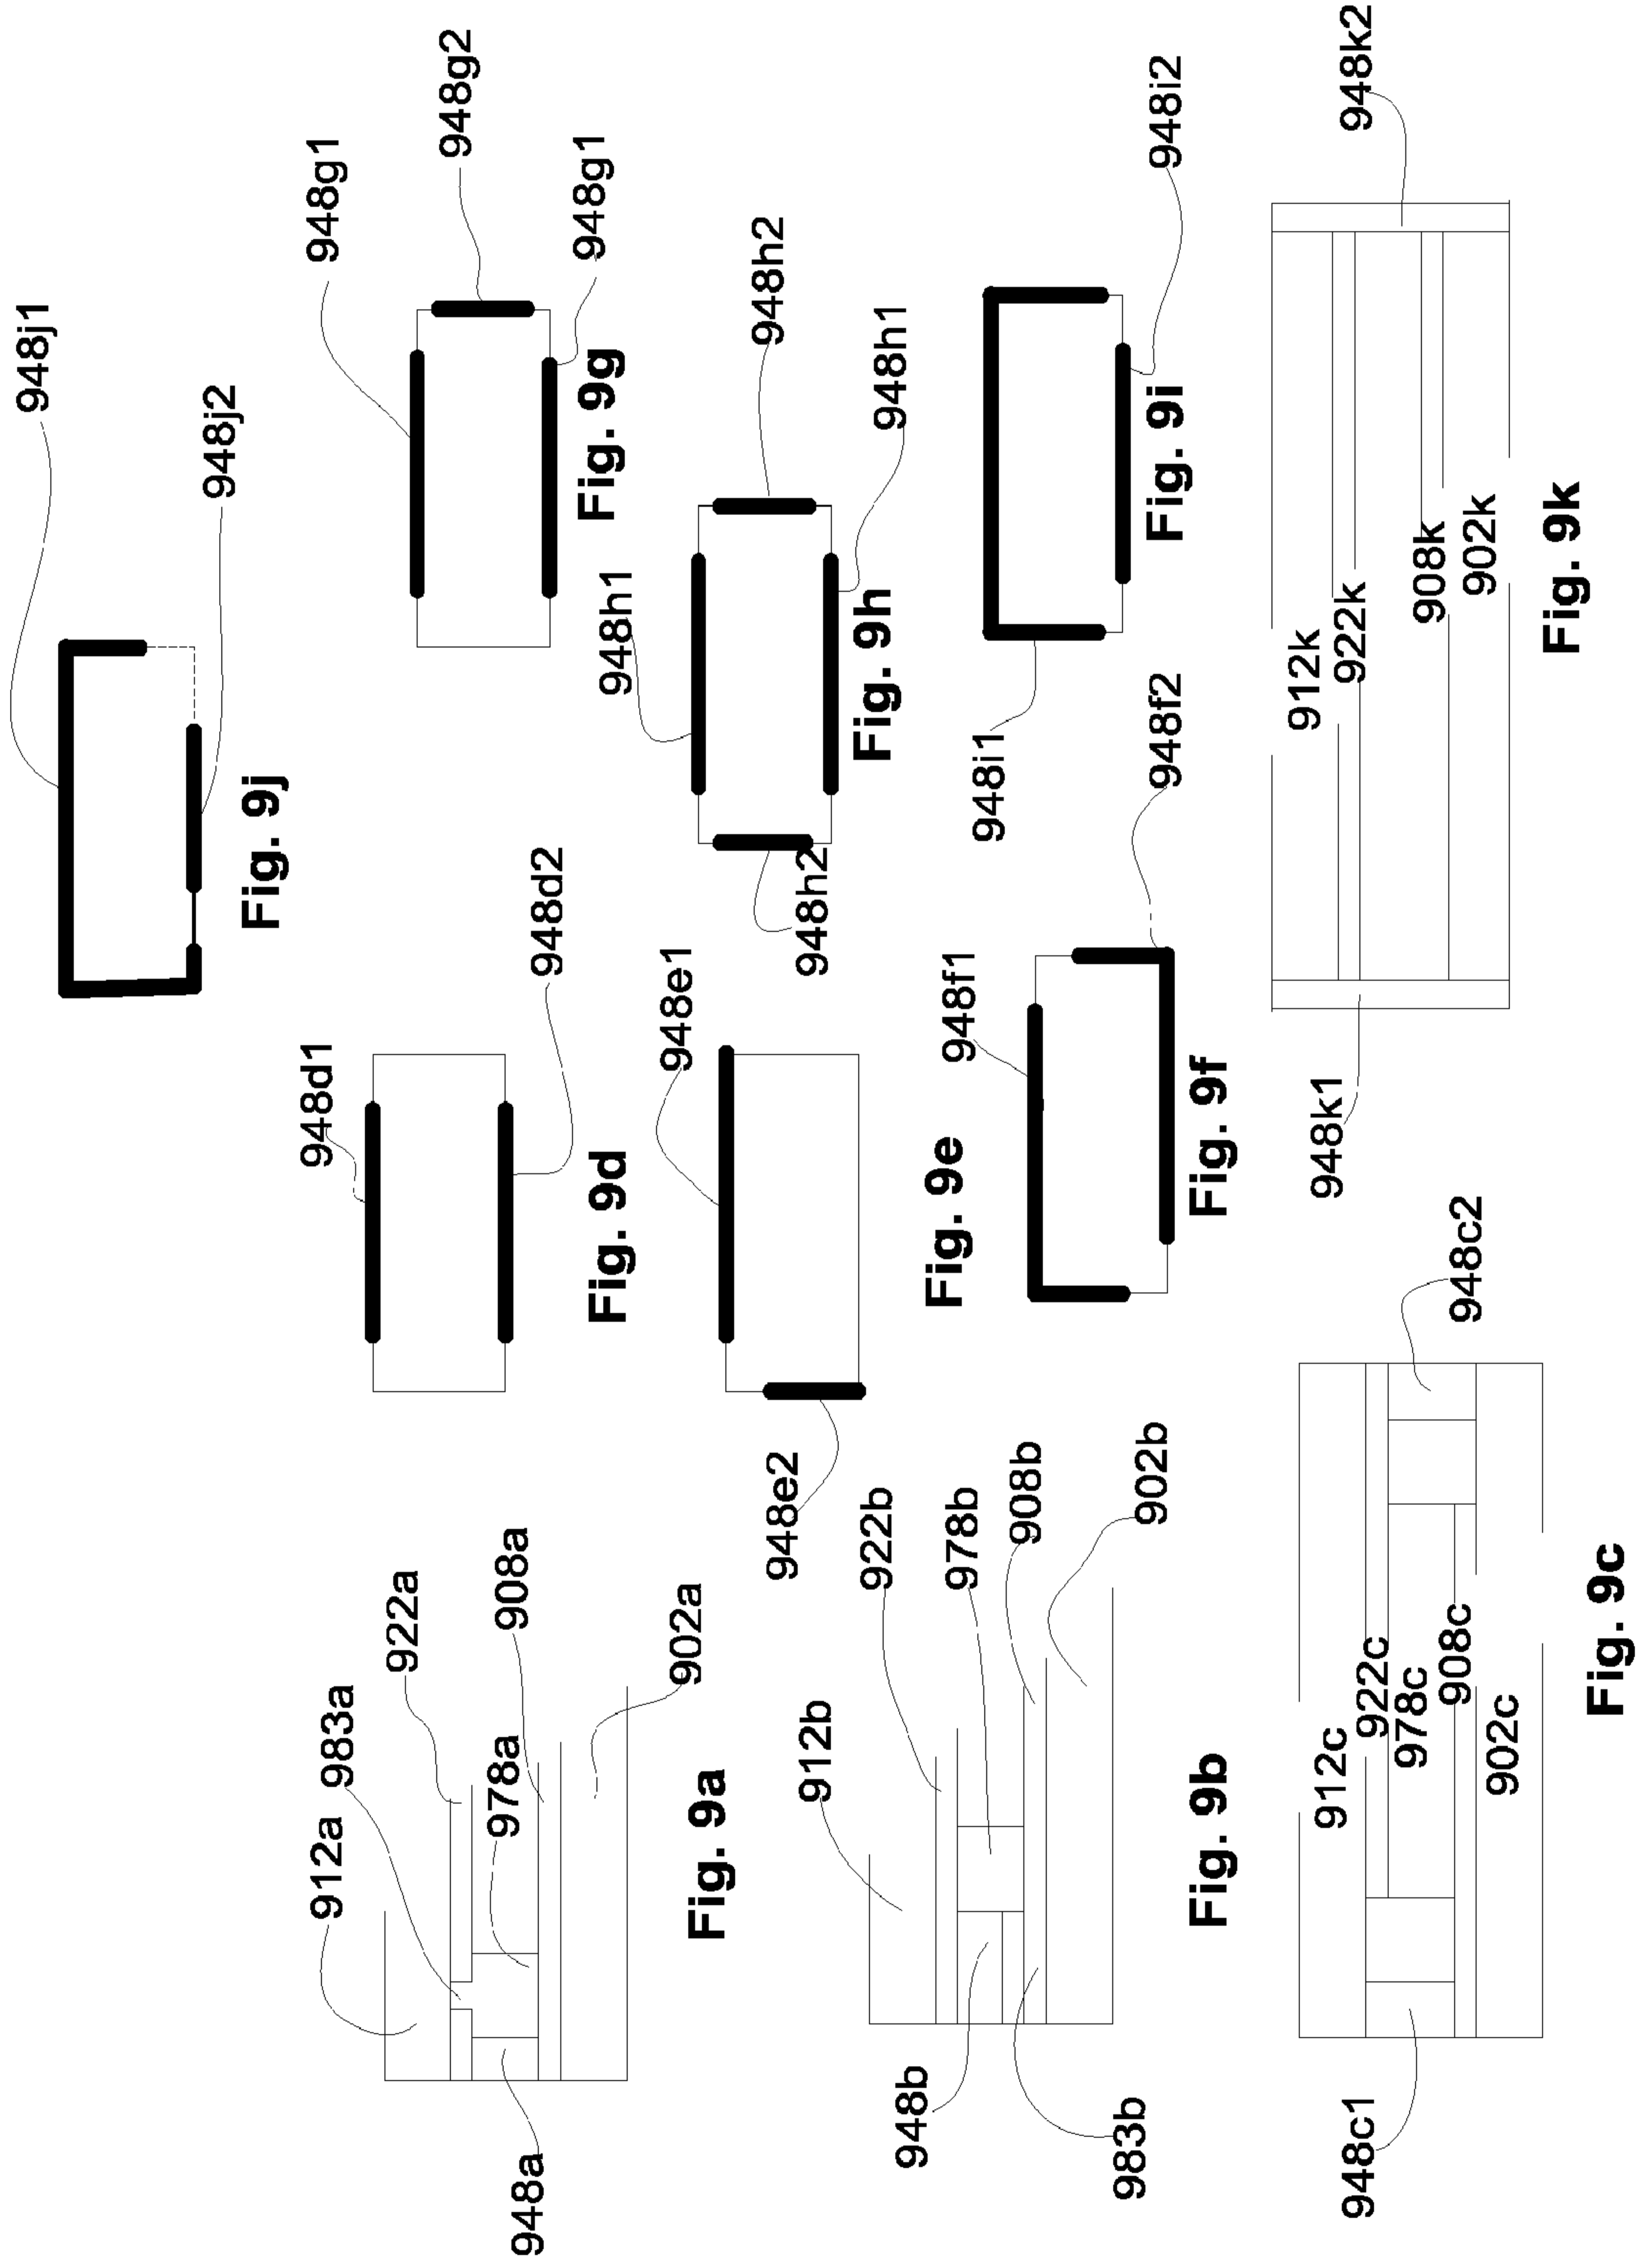 948j1
948j2
Fig. 9j
948g1
948g2
948g1
Fig. 9g
948d1
948d2
Fig. 9d
948h1
948h2
948h1
948h2
Fig. 9h
948e1
948e2
Fig. 9e
948i1
948i2
Fig. 9i
948f1
948f2
Fig. 9f
912a
983a
922a
978a
908a
902a
948a
Fig. 9a
912b
922b
978b
908b
902b
948b
983b
Fig. 9b
912c
922c
978c
908c
902c
948c1
948c2
Fig. 9c
912k
922k
908k
902k
948k1
948k2
Fig. 9k